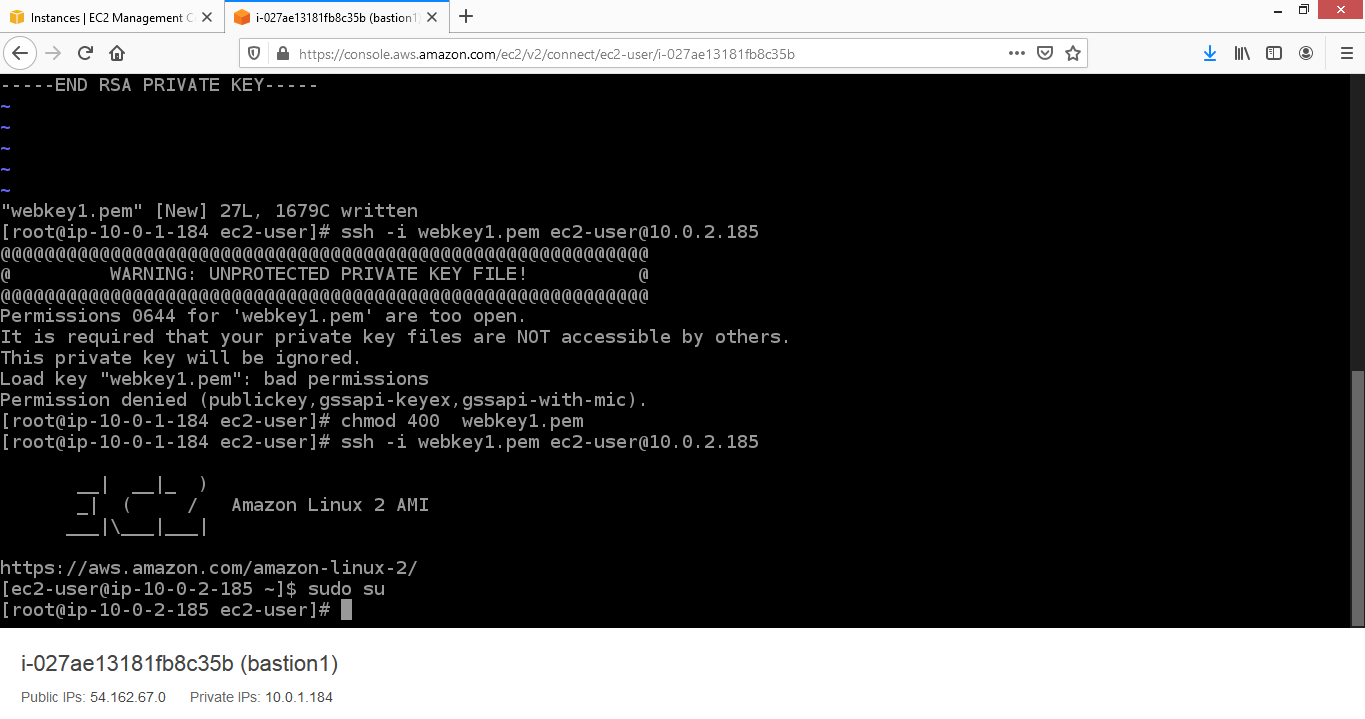 Instances | EC2 Management C
i-027ae13181fb8c35b (bastion1)
https://console.aws.amazon.com/ec2/v2/connect/ec2-user/i-027ae13181fb8c35b
-----END RSA PRIVATE KEY-----
~
~
~
~
~
"webkey1.pem" [New] 27L, 1679C written
[root@ip-10-0-1-184 ec2-user]# ssh -i webkey1.pem ec2-user@10.0.2.185
@@@@@@@@@@@@@@@@@@@@@@@@@@@@@@@@@@@@@@@@@@@@@@@@@@@@@@@@@@@
@         WARNING: UNPROTECTED PRIVATE KEY FILE!          @
@@@@@@@@@@@@@@@@@@@@@@@@@@@@@@@@@@@@@@@@@@@@@@@@@@@@@@@@@@@
Permissions 0644 for 'webkey1.pem' are too open.
It is required that your private key files are NOT accessible by others.
This private key will be ignored.
Load key "webkey1.pem": bad permissions
Permission denied (publickey,gssapi-keyex,gssapi-with-mic).
[root@ip-10-0-1-184 ec2-user]# chmod 400  webkey1.pem
[root@ip-10-0-1-184 ec2-user]# ssh -i webkey1.pem ec2-user@10.0.2.185
       __|  __|_  )
       _|  (     /   Amazon Linux 2 AMI
      ___|\___|___|
https://aws.amazon.com/amazon-linux-2/
[ec2-user@ip-10-0-2-185 ~]$ sudo su
[root@ip-10-0-2-185 ec2-user]#
i-027ae13181fb8c35b (bastion1)
Public IPs: 54.162.67.0 Private IPs: 10.0.1.184